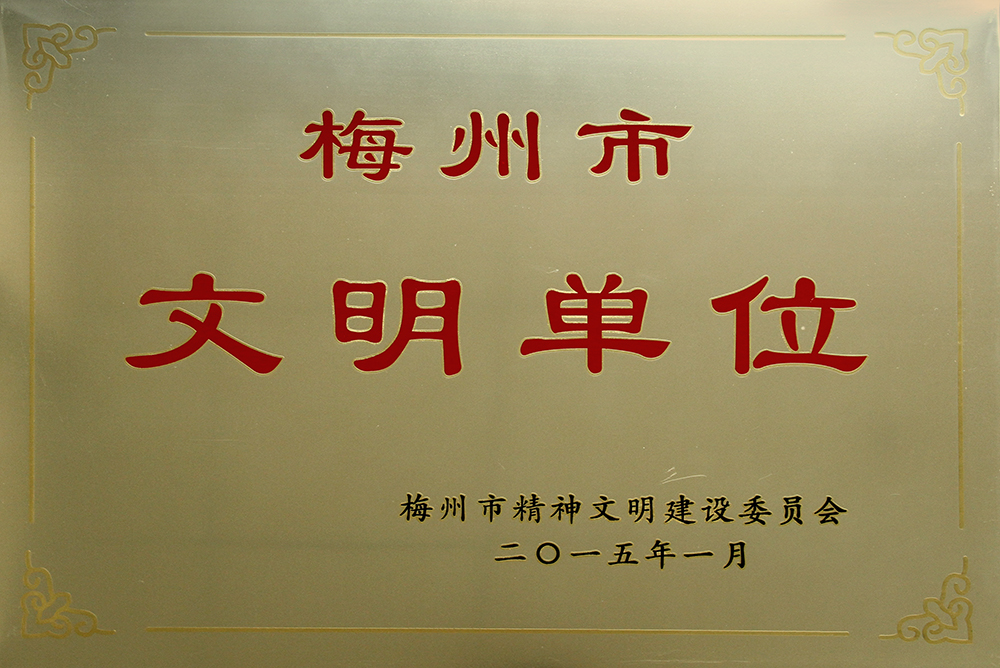 梅州市
文明单位
梅州市精神文明建设委员会
二〇一五年一月